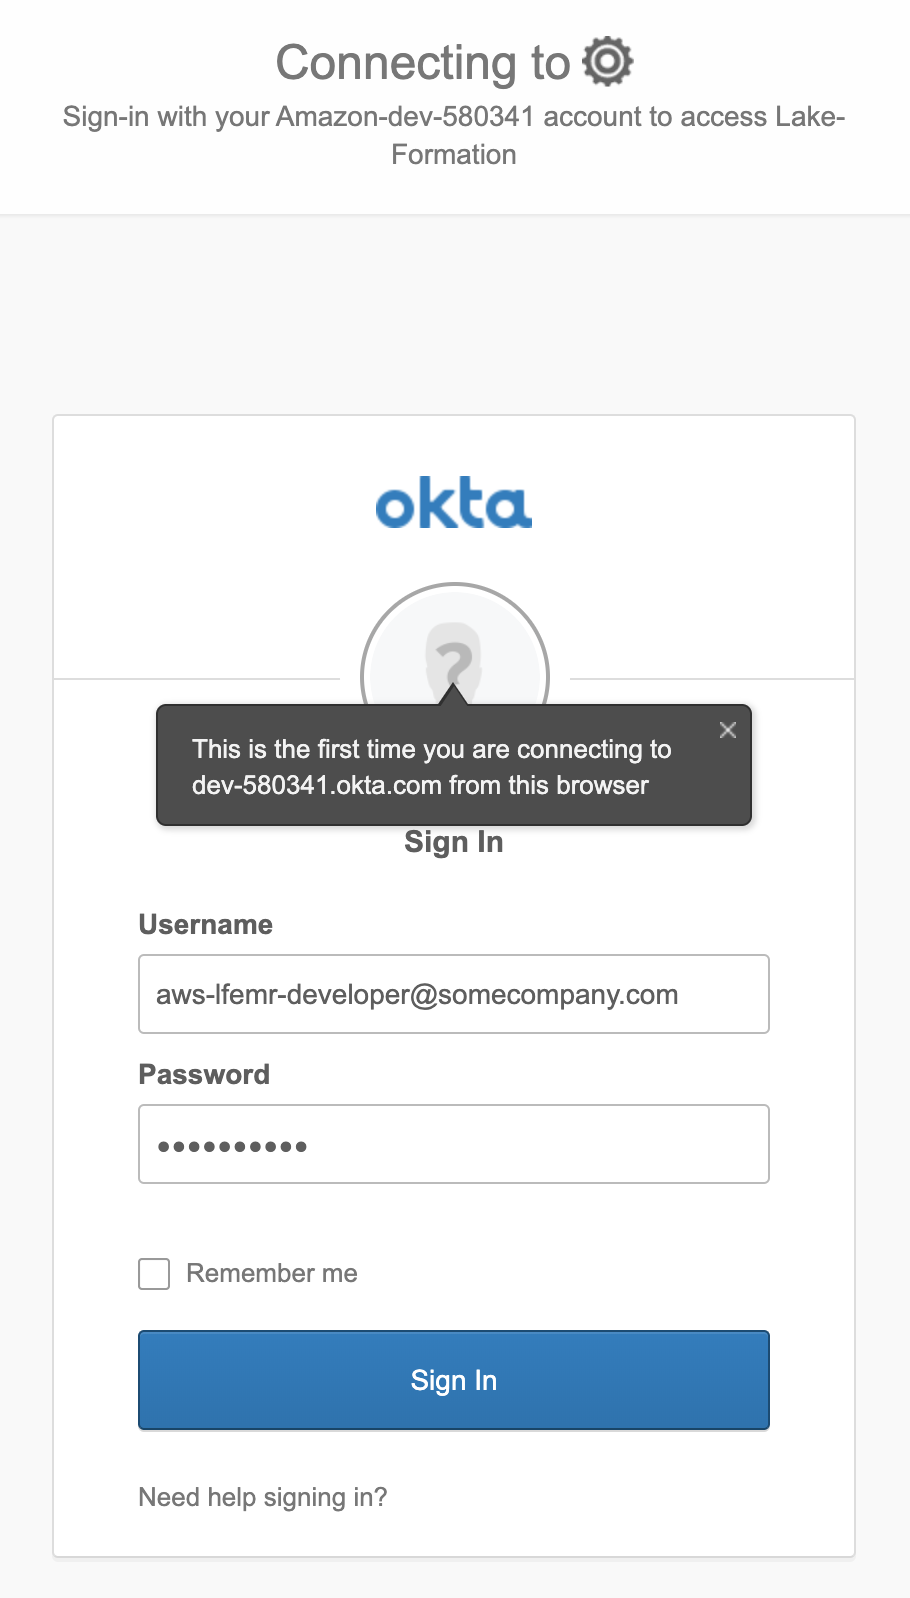 Connecting to
Sign-in with your Amazon-dev-580341 account to access Lake-
Formation
okta
?
This is the first time you are connecting to
dev-580341.okta.com from this browser
Sign In
Username
aws-lfemr-developer@somecompany.com
Password
••••••••••
Remember me
Sign In
Need help signing in?